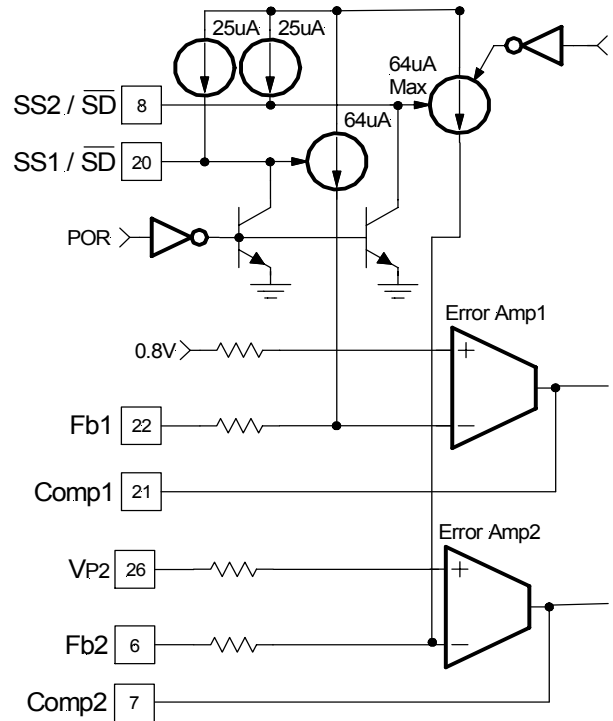 25uA 25uA
64uA
Max
SS2 / SD 8
64uA
SS1 / SD 20
POR
Error Amp1
0.8V
+
Fb1 22
−
Comp1 21
Error Amp2
VP2 26
+
Fb2 6
−
Comp2 7